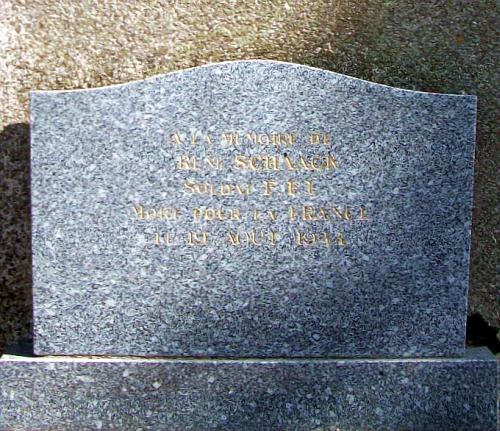 A LA MEMOIRE DE
RENE SCHAACK
SOLDAT F.F.I.
MORT POUR LA FRANCE
LE 19 AOUT 1944